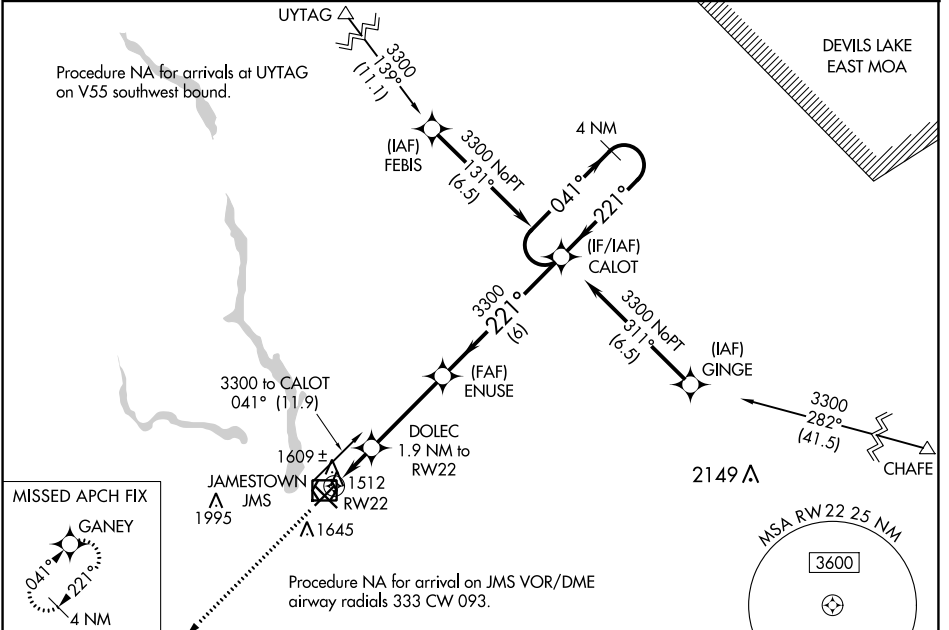 UYTAG
3300
139°
(11.1)
Procedure NA for arrivals at UYTAG
on V55 southwest bound.
DEVILS LAKE
EAST MOA
(IAF)
FEBIS
3300 NoPT
131°
(6.5)
4 NM
041°
221°
(IF/IAF)
CALOT
3300
221°
(6)
3300 NoPT
311°
(6.5)
(IAF)
GINGE
(FAF)
ENUSE
3300 to CALOT
041° (11.9)
3300
282°
(41.5)
CHAFE
DOLEC
1.9 NM to
RW22
1609 ±
JAMESTOWN
JMS
1512
RW22
1995
1645
2149
MISSED APCH FIX
GANEY
041°
221°
4 NM
Procedure NA for arrival on JMS VOR/DME
airway radials 333 CW 093.
MSA RW22 25 NM
3600